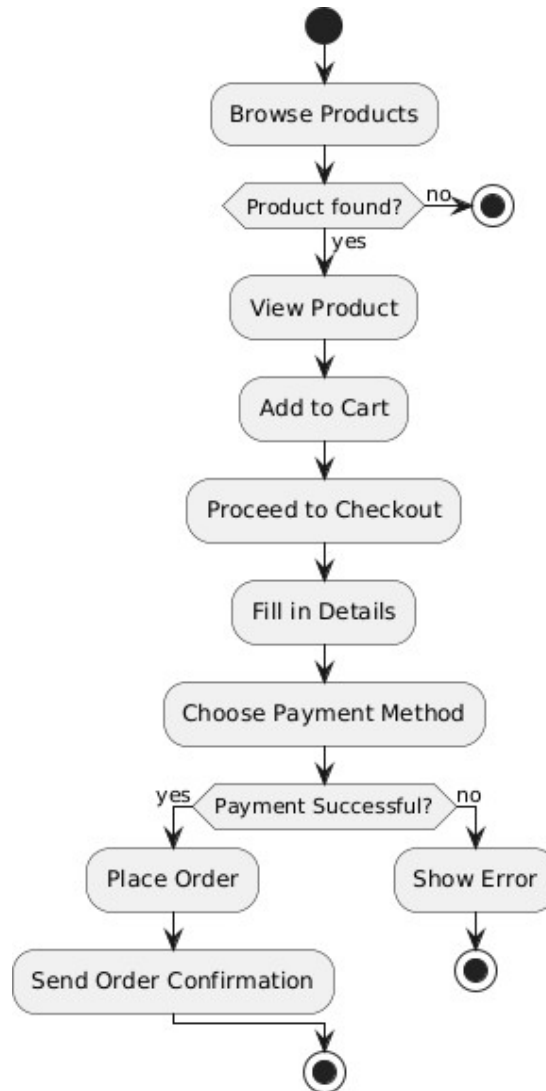 Browse Products
Product found?
no
yes
View Product
Add to Cart
Proceed to Checkout
Fill in Details
Choose Payment Method
yes
Payment Successful?
no
Place Order
Show Error
Send Order Confirmation